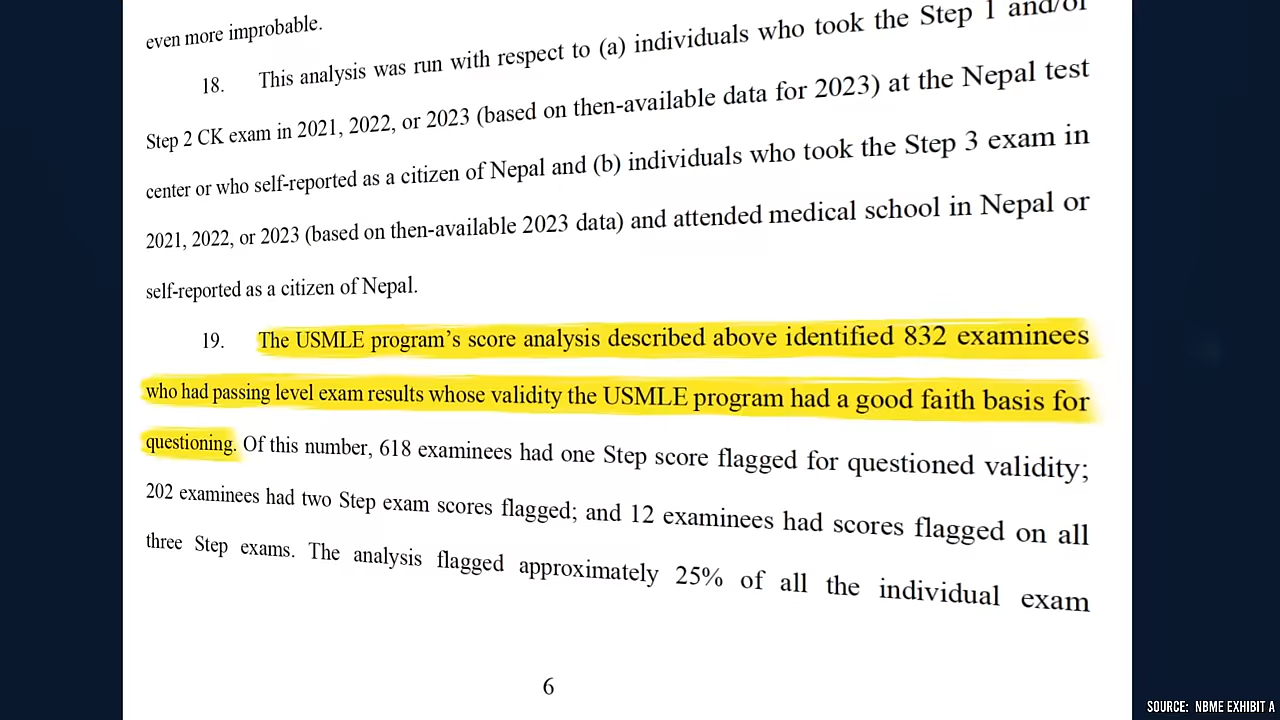 even more improbable.
18. This analysis was run with respect to (a) individuals who took the Step 1 and/or
Step 2 CK exam in 2021, 2022, or 2023 (based on then-available data for 2023) at the Nepal test
center or who self-reported as a citizen of Nepal and (b) individuals who took the Step 3 exam in
2021, 2022, or 2023 (based on then-available 2023 data) and attended medical school in Nepal or
self-reported as a citizen of Nepal.
19. The USMLE program’s score analysis described above identified 832 examinees
who had passing level exam results whose validity the USMLE program had a good faith basis for
questioning. Of this number, 618 examinees had one Step score flagged for questioned validity;
202 examinees had two Step exam scores flagged; and 12 examinees had scores flagged on all
three Step exams. The analysis flagged approximately 25% of all the individual exam
6
SOURCE: NBME EXHIBIT A